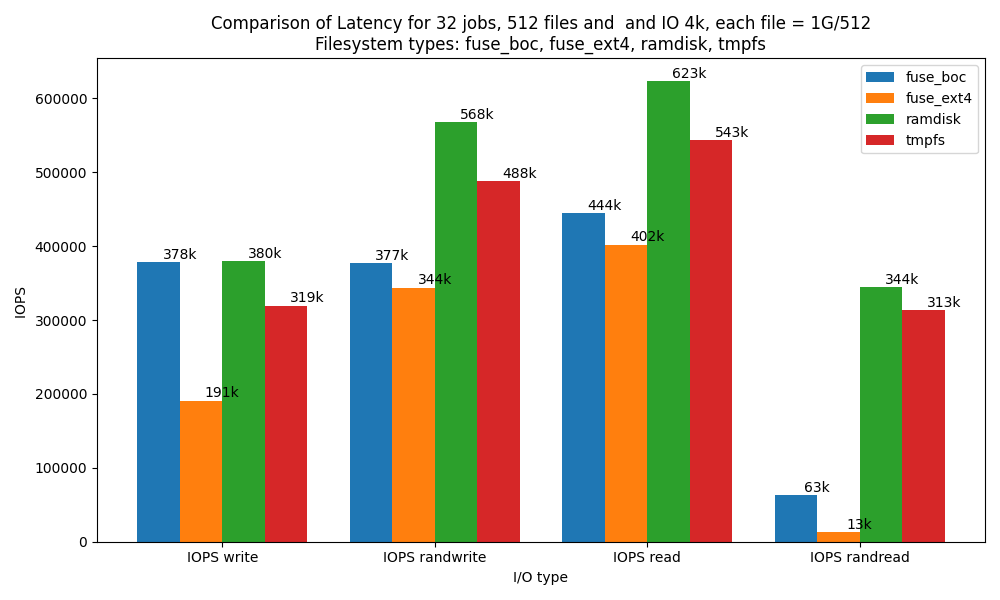 Comparison of Latency for 32 jobs, 512 files and  and IO 4k, each file = 1G/512
Filesystem types: fuse_boc, fuse_ext4, ramdisk, tmpfs
fuse_boc
fuse_ext4
ramdisk
tmpfs
IOPS
600000
500000
400000
300000
200000
100000
0
378k
191k
380k
319k
377k
344k
568k
488k
444k
402k
623k
543k
63k
13k
344k
313k
IOPS write
IOPS randwrite
IOPS read
IOPS randread
I/O type